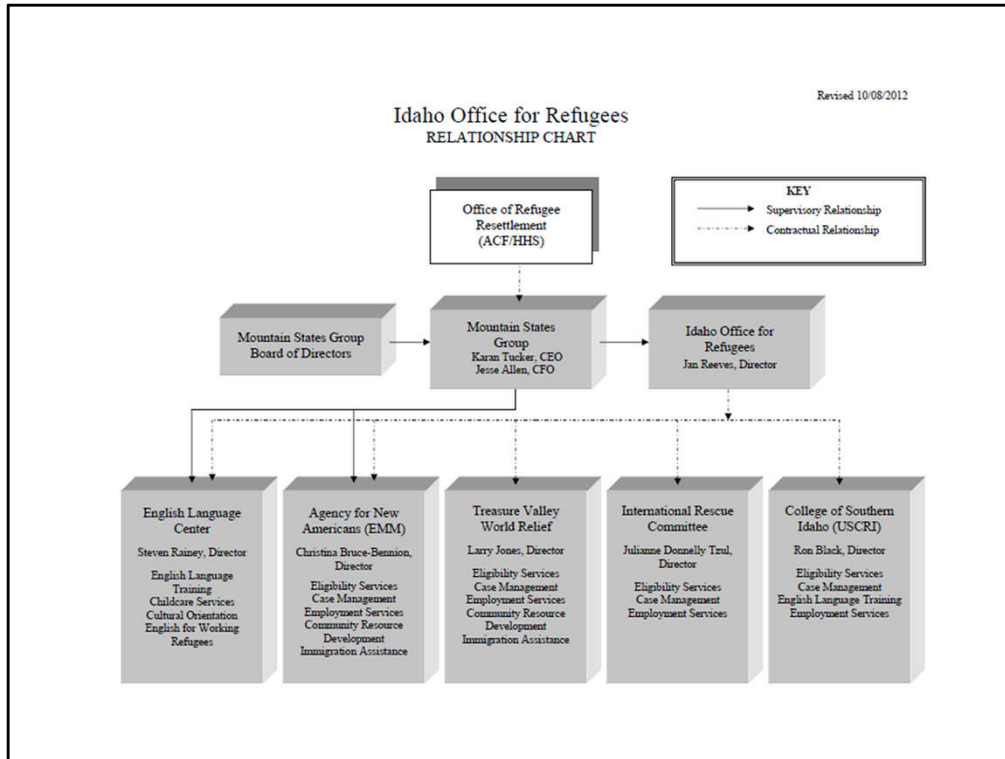 Revised 10/08/2012
Idaho Office for Refugees
RELATIONSHIP CHART
Office of Refugee
Resettlement
(ACF/HHS)
KEY
Supervisory Relationship
Contractual Relationship
Mountain States Group
Board of Directors
Mountain States
Group
Karan Tucker, CEO
Jesse Allen, CFO
Idaho Office for
Refugees
Jan Reeves, Director
English Language
Center
Steven Rainey, Director
English Language
Training
Childcare Services
Cultural Orientation
English for Working
Refugees
Agency for New
Americans (EMM)
Christina Bruce-Bennion,
Director
Eligibility Services
Case Management
Employment Services
Community Resource
Development
Immigration Assistance
Treasure Valley
World Relief
Larry Jones, Director
Eligibility Services
Case Management
Employment Services
Community Resource
Development
Immigration Assistance
International Rescue
Committee
Julianne Donnelly Tzul,
Director
Eligibility Services
Case Management
Employment Services
College of Southern
Idaho (USCRI)
Ron Black, Director
Eligibility Services
Case Management
English Language Training
Employment Services